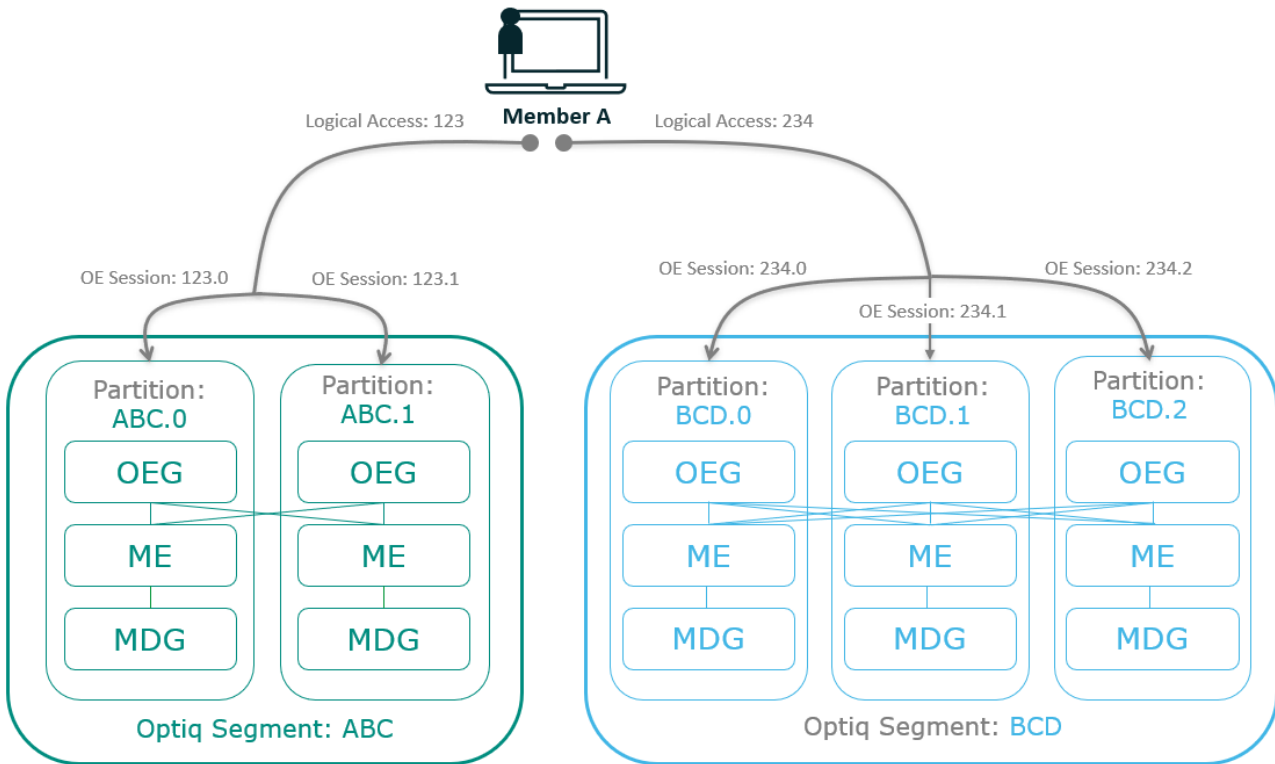 Member A
Logical Access: 123
Logical Access: 234
OE Session: 123.0
OE Session: 123.1
OE Session: 234.0
OE Session: 234.1
OE Session: 234.2
Partition:
ABC.0
OEG
ME
MDG
Partition:
ABC.1
OEG
ME
MDG
Optiq Segment: ABC
Partition:
BCD.0
OEG
ME
MDG
Partition:
BCD.1
OEG
ME
MDG
Partition:
BCD.2
OEG
ME
MDG
Optiq Segment: BCD